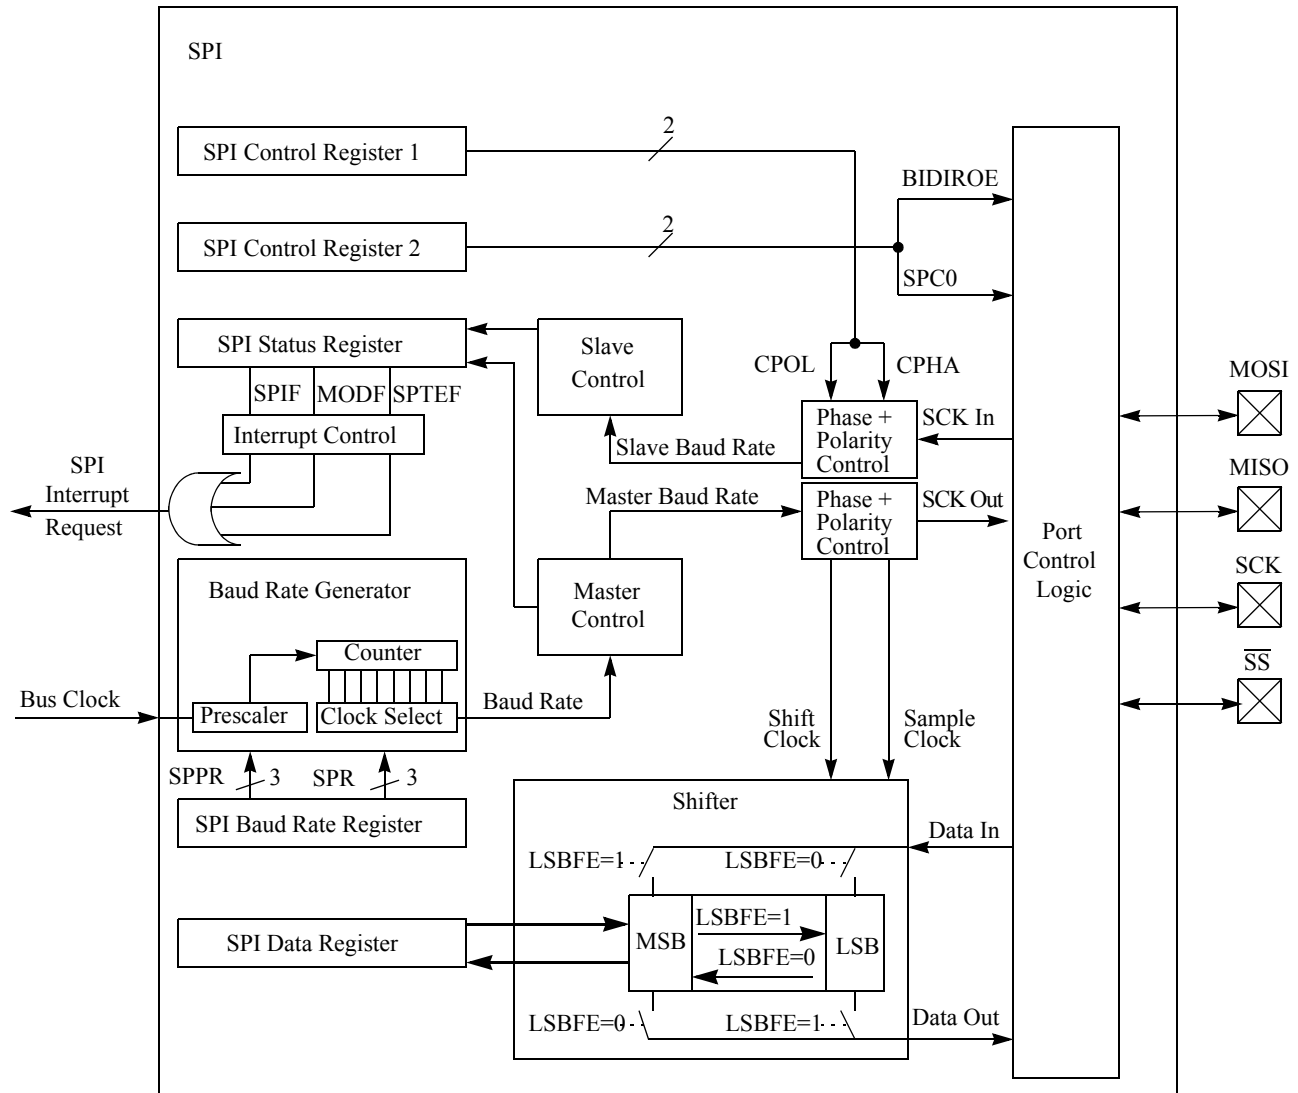 SPI
SPI Control Register 1
2
BIDIROE
SPI Control Register 2
2
SPC0
SPI Status Register
Slave
Control
CPOL
CPHA
MOSI
SPIF
MODF
SPTEF
Interrupt Control
Phase +
Polarity
Control
SCK In
Slave Baud Rate
SPI
Interrupt
Request
MISO
Master Baud Rate
Phase +
Polarity
Control
SCK Out
Port
Control
Logic
SCK
Baud Rate Generator
Master
Control
Counter
SS
Bus Clock
Prescaler
Clock Select
Baud Rate
Shift
Clock
Sample
Clock
SPPR
3
SPR
3
SPI Baud Rate Register
Shifter
Data In
LSBFE=1
LSBFE=0
SPI Data Register
MSB
LSBFE=1
LSBFE=0
LSB
LSBFE=0
LSBFE=1
Data Out